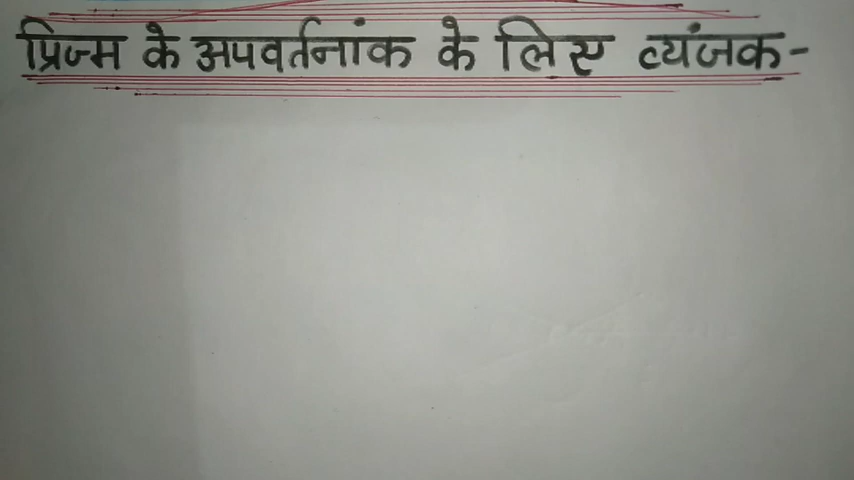 प्रिज्म के अपवर्तनांक के लिए व्यंजक-